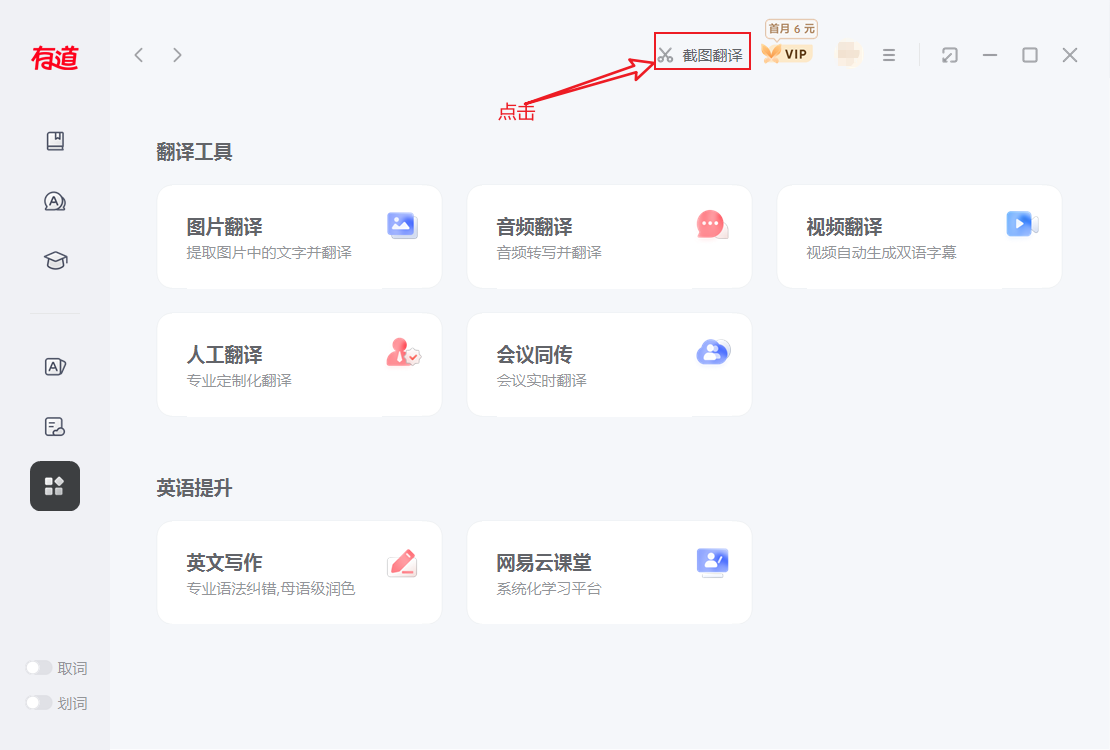 首月 6 元
有道
截图翻译
VIP
点击
翻译工具
图片翻译
提取图片中的文字并翻译
音频翻译
音频转写并翻译
视频翻译
视频自动生成双语字幕
人工翻译
专业定制化翻译
会议同传
会议实时翻译
英语提升
英文写作
专业语法纠错,母语级润色
网易云课堂
系统化学习平台
取词
划词